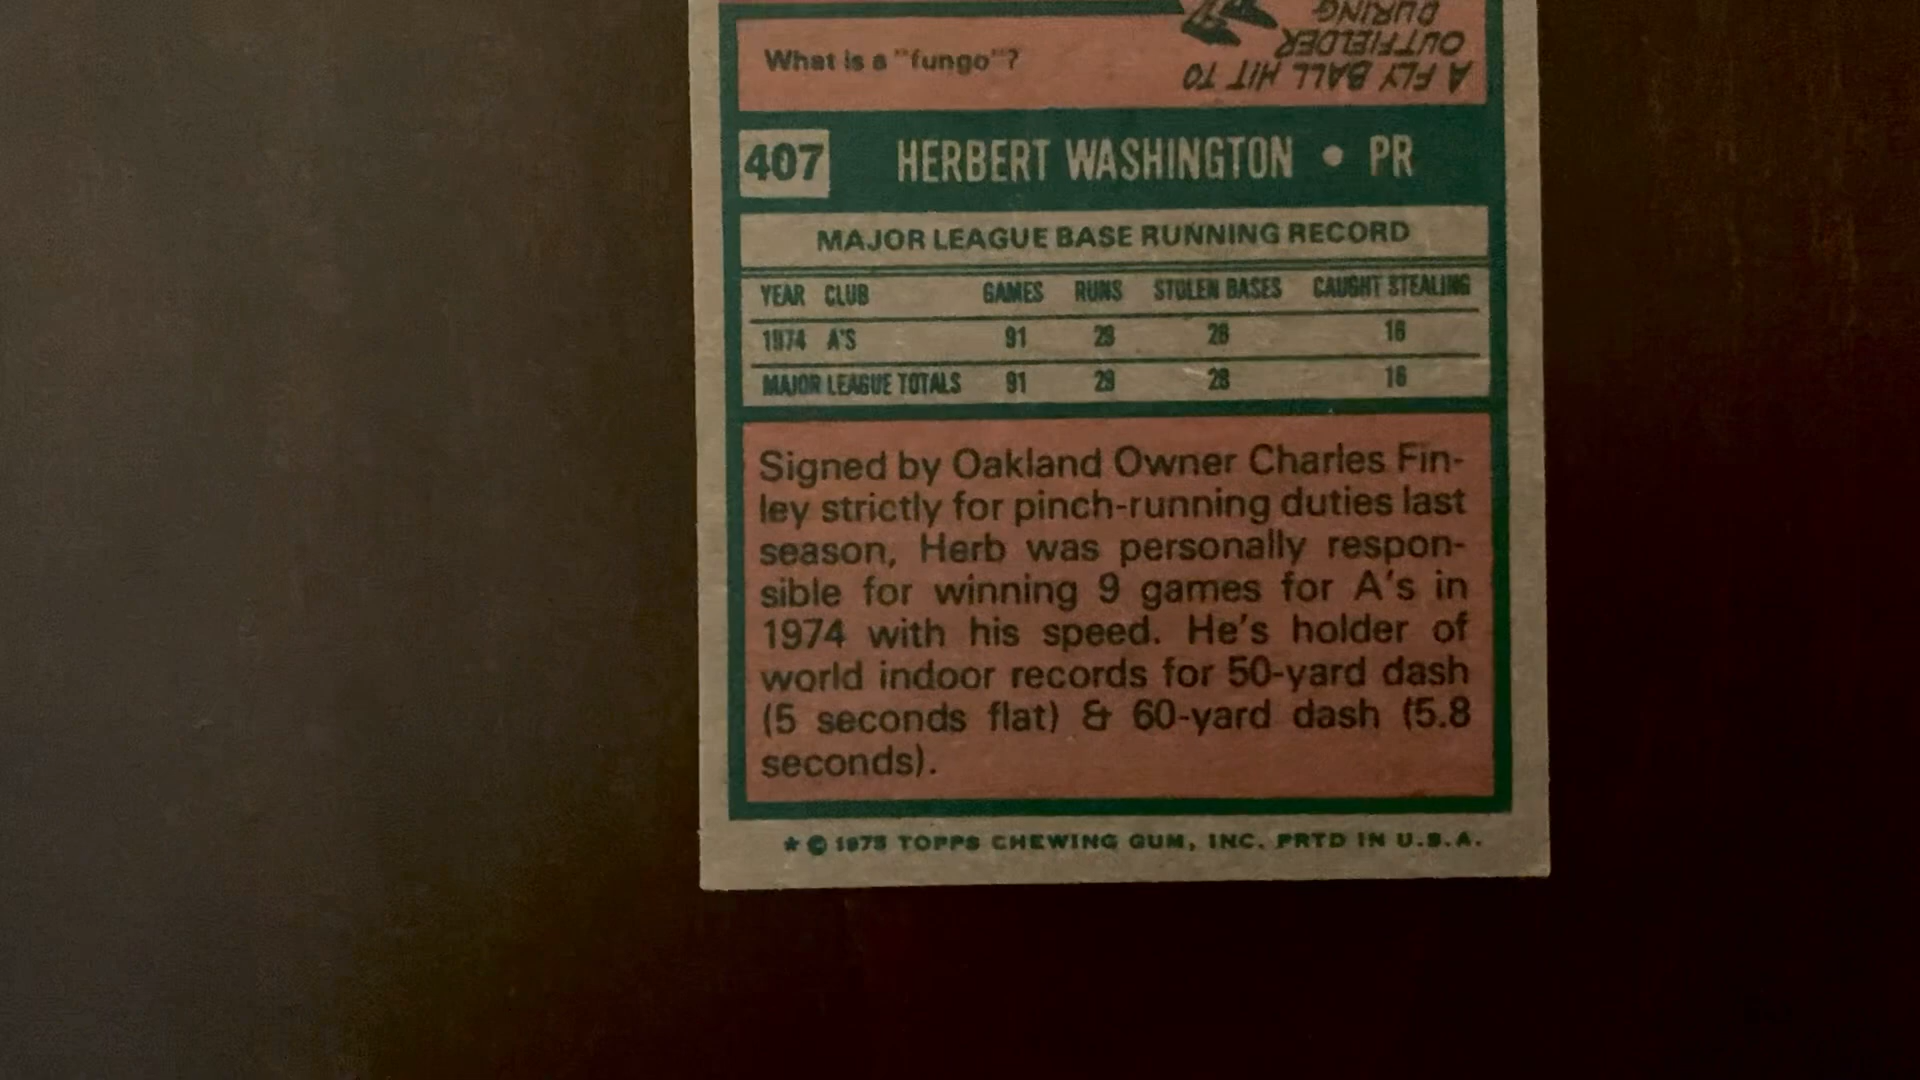 What is a "fungo"?
A FLY BALL HIT TO
OUTFIELDER
DURING
407 HERBERT WASHINGTON • PR
MAJOR LEAGUE BASE RUNNING RECORD
YEAR CLUB GAMES RUNS STOLEN BASES CAUGHT STEALING
1974 A'S 91 29 28 16
MAJOR LEAGUE TOTALS 91 29 28 16
Signed by Oakland Owner Charles Fin-
ley strictly for pinch-running duties last
season, Herb was personally respon-
sible for winning 9 games for A's in
1974 with his speed. He's holder of
world indoor records for 50-yard dash
(5 seconds flat) & 60-yard dash (5.8
seconds).
★ © 1975 TOPPS CHEWING GUM, INC. PRTD IN U.S.A.